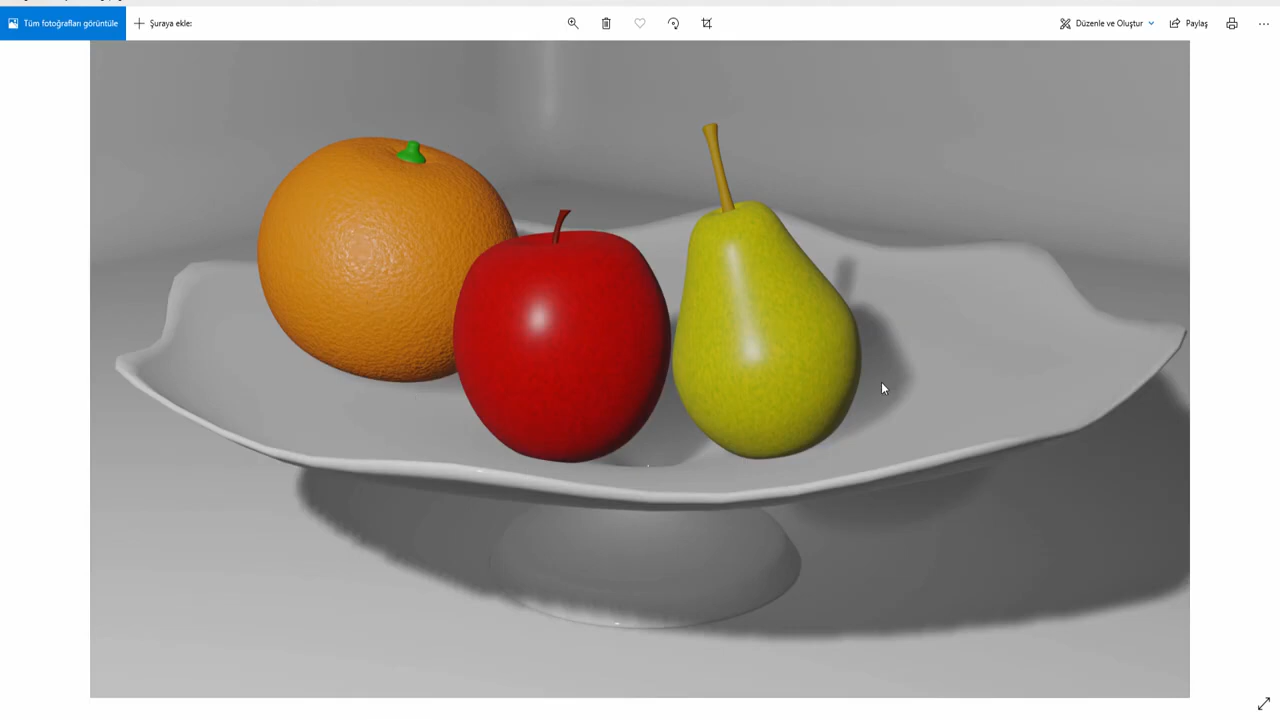 Tüm fotoğrafları görüntüle
Şuraya ekle:
Düzenle ve Oluştur
Paylaş